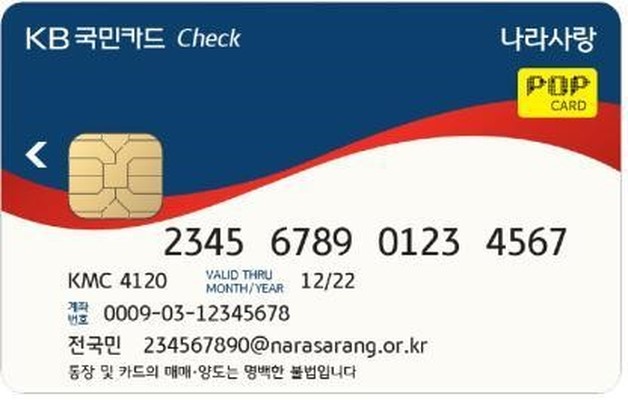 KB국민카드 Check 나라사랑
POP
CARD
2345 6789 0123 4567
KMC 4120 VALID THRU
MONTH/YEAR 12/22
계좌
번호 0009-03-12345678
전국민 234567890@narasarang.or.kr
통장 및 카드의 매매·양도는 명백한 불법입니다